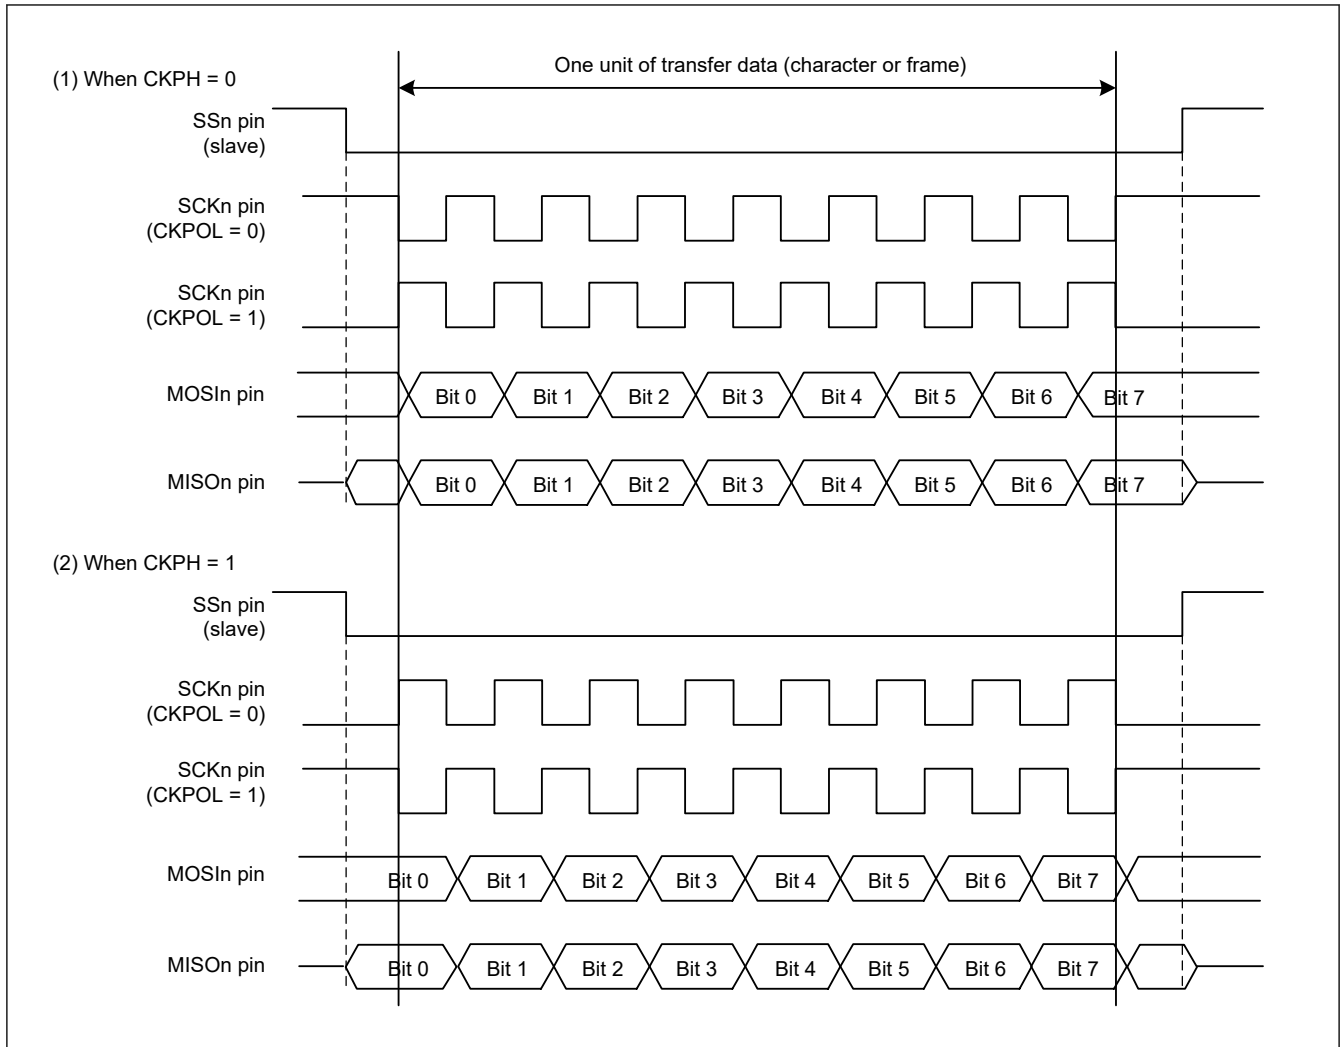 One unit of transfer data (character or frame)
(1) When CKPH = 0
SSn pin
(slave)
SCKn pin
(CKPOL = 0)
SCKn pin
(CKPOL = 1)
MOSIn pin
Bit 0 Bit 1 Bit 2 Bit 3 Bit 4 Bit 5 Bit 6 Bit 7
MISOn pin
Bit 0 Bit 1 Bit 2 Bit 3 Bit 4 Bit 5 Bit 6 Bit 7
(2) When CKPH = 1
SSn pin
(slave)
SCKn pin
(CKPOL = 0)
SCKn pin
(CKPOL = 1)
MOSIn pin
Bit 0 Bit 1 Bit 2 Bit 3 Bit 4 Bit 5 Bit 6 Bit 7
MISOn pin
Bit 0 Bit 1 Bit 2 Bit 3 Bit 4 Bit 5 Bit 6 Bit 7